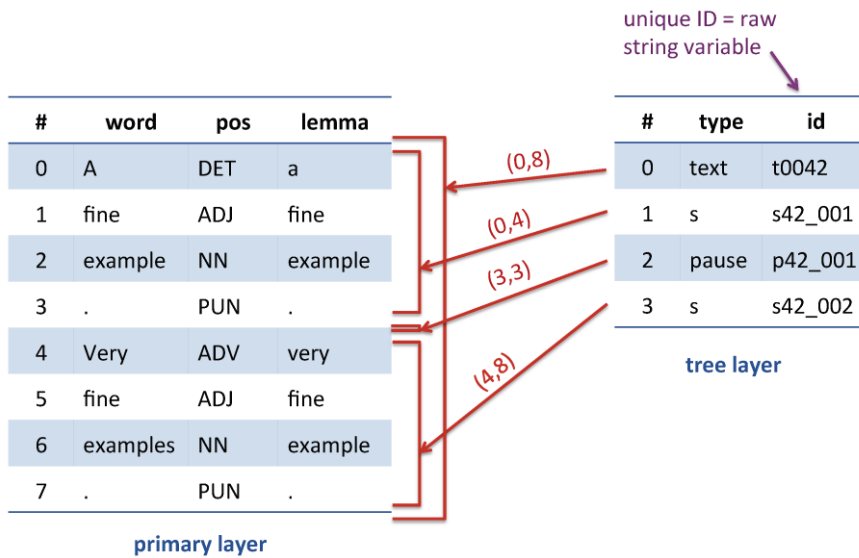 unique ID = raw
string variable
# word pos lemma
0 A DET a
1 fine ADJ fine
2 example NN example
3 . PUN .
4 Very ADV very
5 fine ADJ fine
6 examples NN example
7 . PUN .
primary layer
(0,8)
(0,4)
(3,3)
(4,8)
# type id
0 text t0042
1 s s42_001
2 pause p42_001
3 s s42_002
tree layer